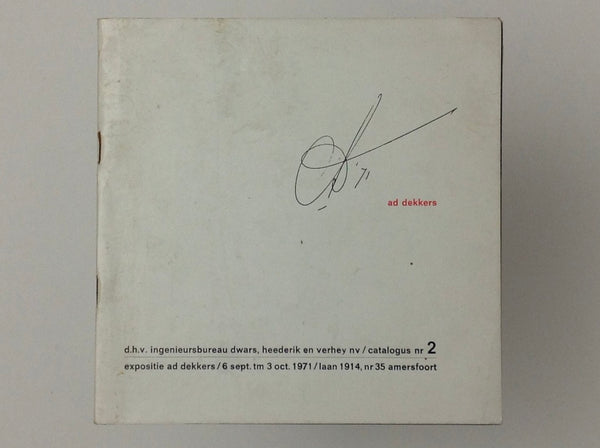 '71
ad dekkers
d.h.v. ingenieursbureau dwars, heederik en verhey nv / catalogus nr 2
expositie ad dekkers / 6 sept. tm 3 oct. 1971 / laan 1914, nr 35 amersfoort